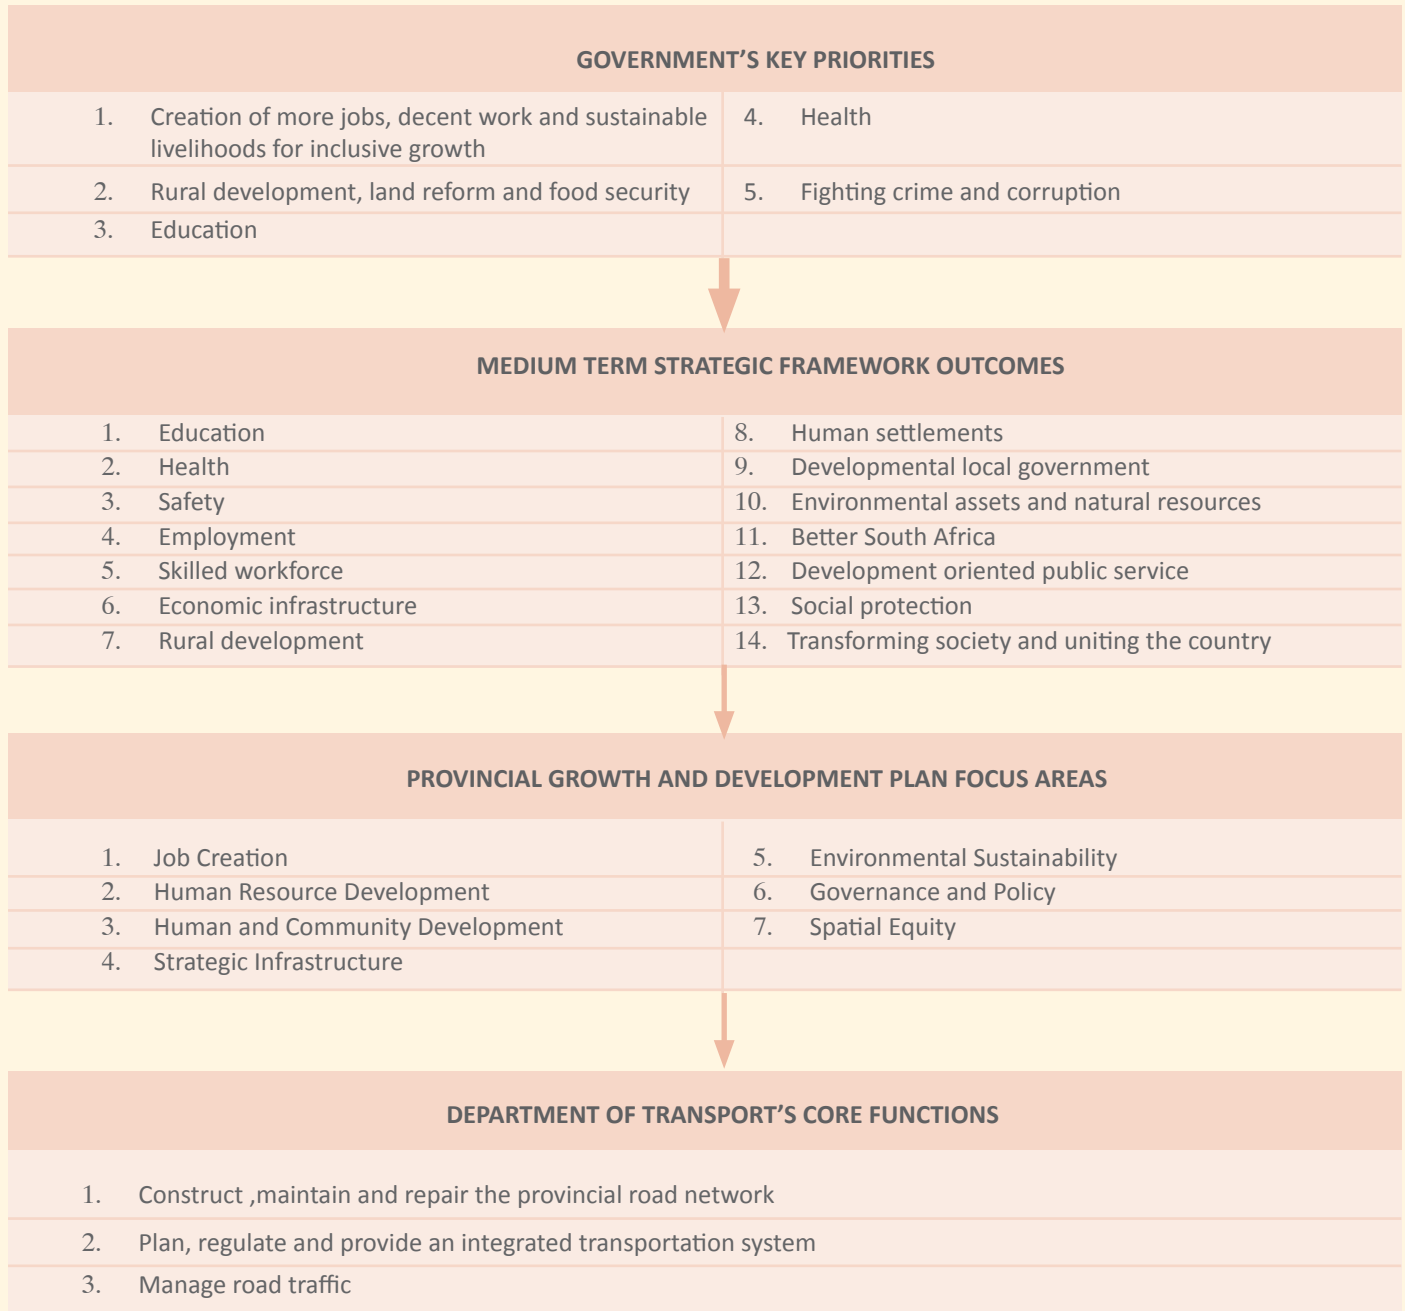 GOVERNMENT’S KEY PRIORITIES
1. Creation of more jobs, decent work and sustainable
livelihoods for inclusive growth
2. Rural development, land reform and food security
3. Education
4. Health
5. Fighting crime and corruption
MEDIUM TERM STRATEGIC FRAMEWORK OUTCOMES
1. Education
2. Health
3. Safety
4. Employment
5. Skilled workforce
6. Economic infrastructure
7. Rural development
8. Human settlements
9. Developmental local government
10. Environmental assets and natural resources
11. Better South Africa
12. Development oriented public service
13. Social protection
14. Transforming society and uniting the country
PROVINCIAL GROWTH AND DEVELOPMENT PLAN FOCUS AREAS
1. Job Creation
2. Human Resource Development
3. Human and Community Development
4. Strategic Infrastructure
5. Environmental Sustainability
6. Governance and Policy
7. Spatial Equity
DEPARTMENT OF TRANSPORT’S CORE FUNCTIONS
1. Construct ,maintain and repair the provincial road network
2. Plan, regulate and provide an integrated transportation system
3. Manage road traffic